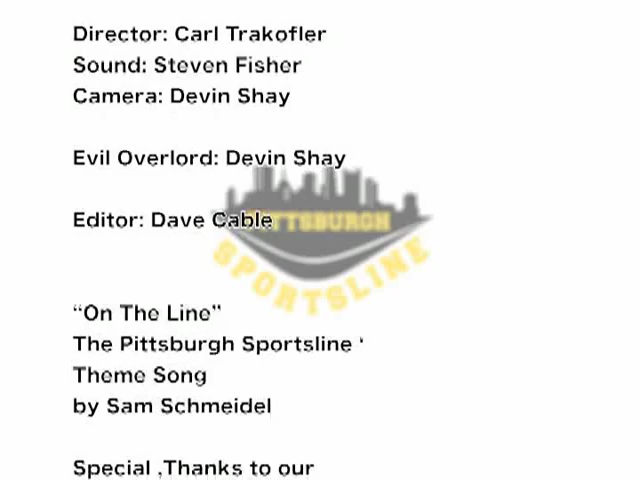 Director: Carl Trakofler
Sound: Steven Fisher
Camera: Devin Shay
Evil Overlord: Devin Shay
Editor: Dave Cable
PITTSBURGH
SPORTSLINE
“On The Line”
The Pittsburgh Sportsline ‘
Theme Song
by Sam Schmeidel
Special ,Thanks to our